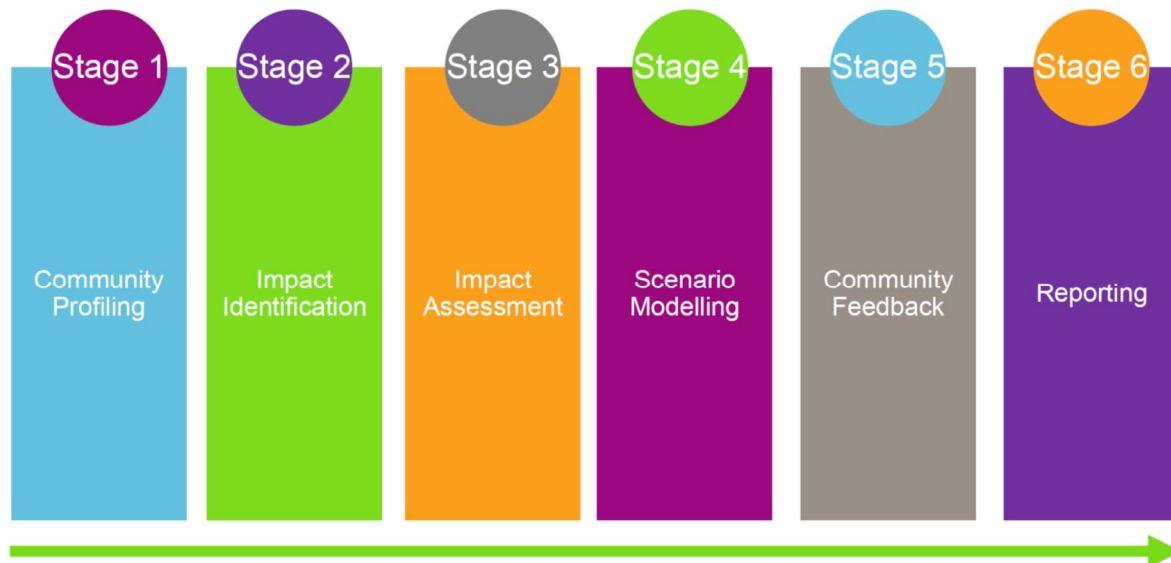 Stage 1
Stage 2
Stage 3
Stage 4
Stage 5
Stage 6
Community
Profiling
Impact
Identification
Impact
Assessment
Scenario
Modelling
Community
Feedback
Reporting